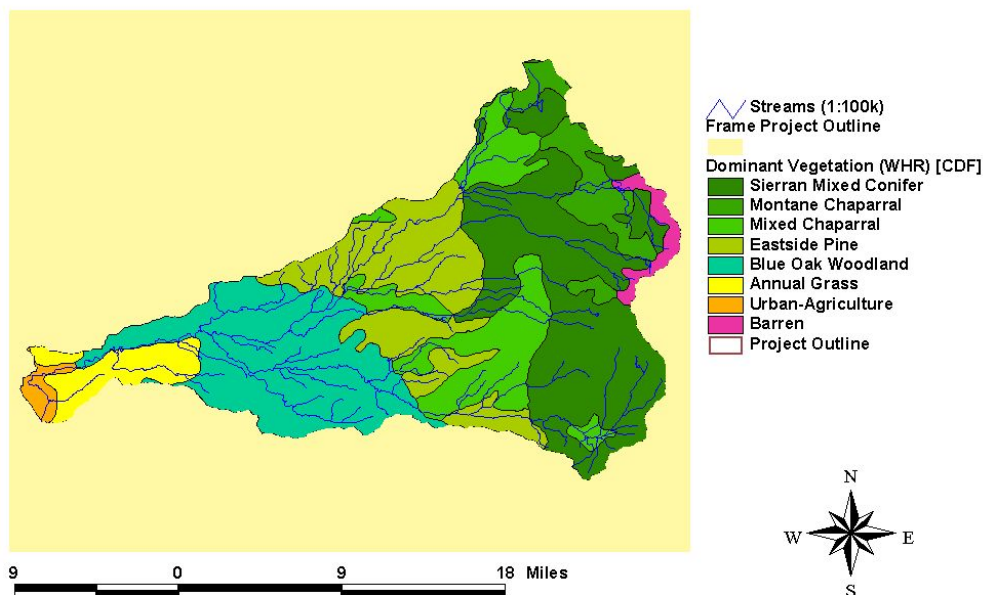 Streams (1:100k)
Frame Project Outline
Dominant Vegetation (WHR) [CDF]
Sierran Mixed Conifer
Montane Chaparral
Mixed Chaparral
Eastside Pine
Blue Oak Woodland
Annual Grass
Urban-Agriculture
Barren
Project Outline
N
W E
S
9 0 9 18 Miles